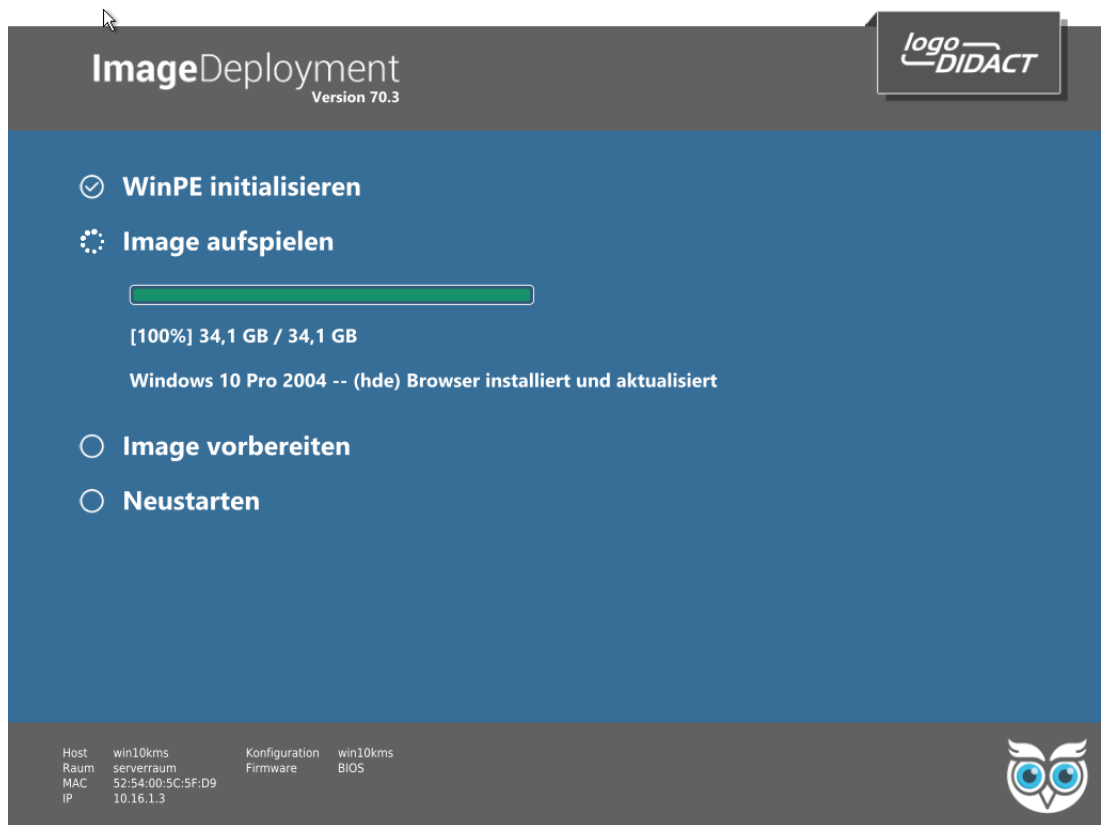 ImageDeployment
Version 70.3
logo
DIDACT
WinPE initialisieren
Image aufspielen
[100%] 34,1 GB / 34,1 GB
Windows 10 Pro 2004 -- (hde) Browser installiert und aktualisiert
Image vorbereiten
Neustarten
Host win10kms Konfiguration win10kms
Raum serverraum Firmware BIOS
MAC 52:54:00:5C:5F:D9
IP 10.16.1.3